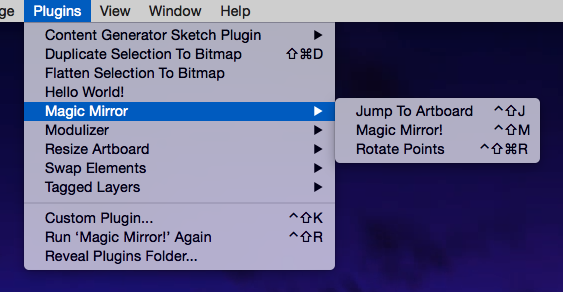 ge Plugins View Window Help
Content Generator Sketch Plugin ▶
Duplicate Selection To Bitmap ⇧⌘D
Flatten Selection To Bitmap
Hello World!
Magic Mirror ▶
Modulizer ▶
Resize Artboard ▶
Swap Elements ▶
Tagged Layers ▶
Custom Plugin... ^⇧K
Run ‘Magic Mirror!’ Again ^⇧R
Reveal Plugins Folder...
Jump To Artboard ^⇧J
Magic Mirror! ^⇧M
Rotate Points ^⇧⌘R